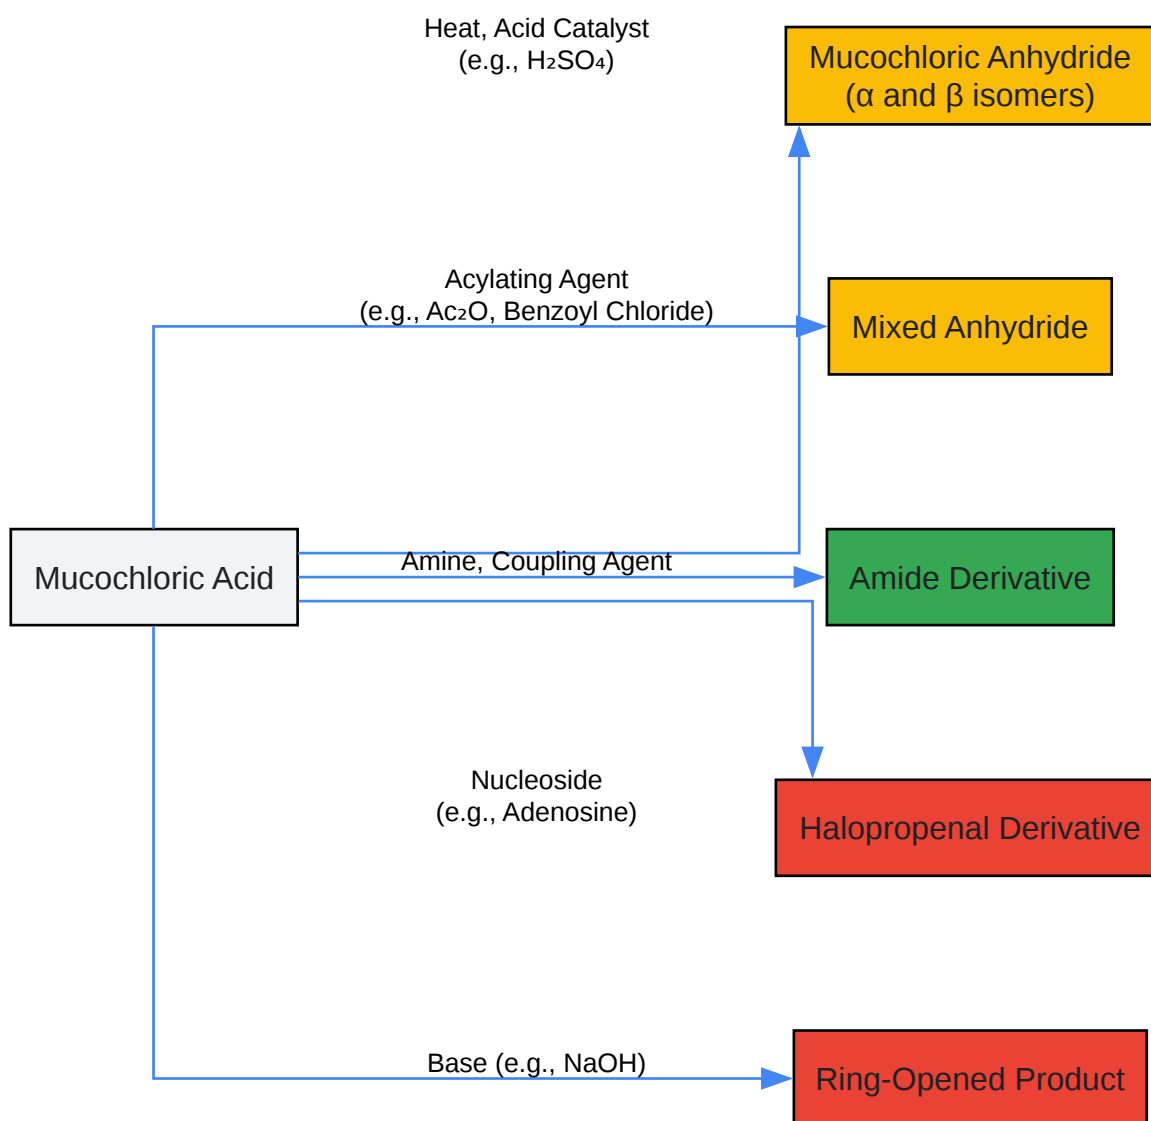 Heat, Acid Catalyst
(e.g., H₂SO₄)
Mucochloric Anhydride
(α and β isomers)
Acylating Agent
(e.g., Ac₂O, Benzoyl Chloride)
Mixed Anhydride
Mucochloric Acid
Amine, Coupling Agent
Amide Derivative
Nucleoside
(e.g., Adenosine)
Halopropenal Derivative
Base (e.g., NaOH)
Ring-Opened Product